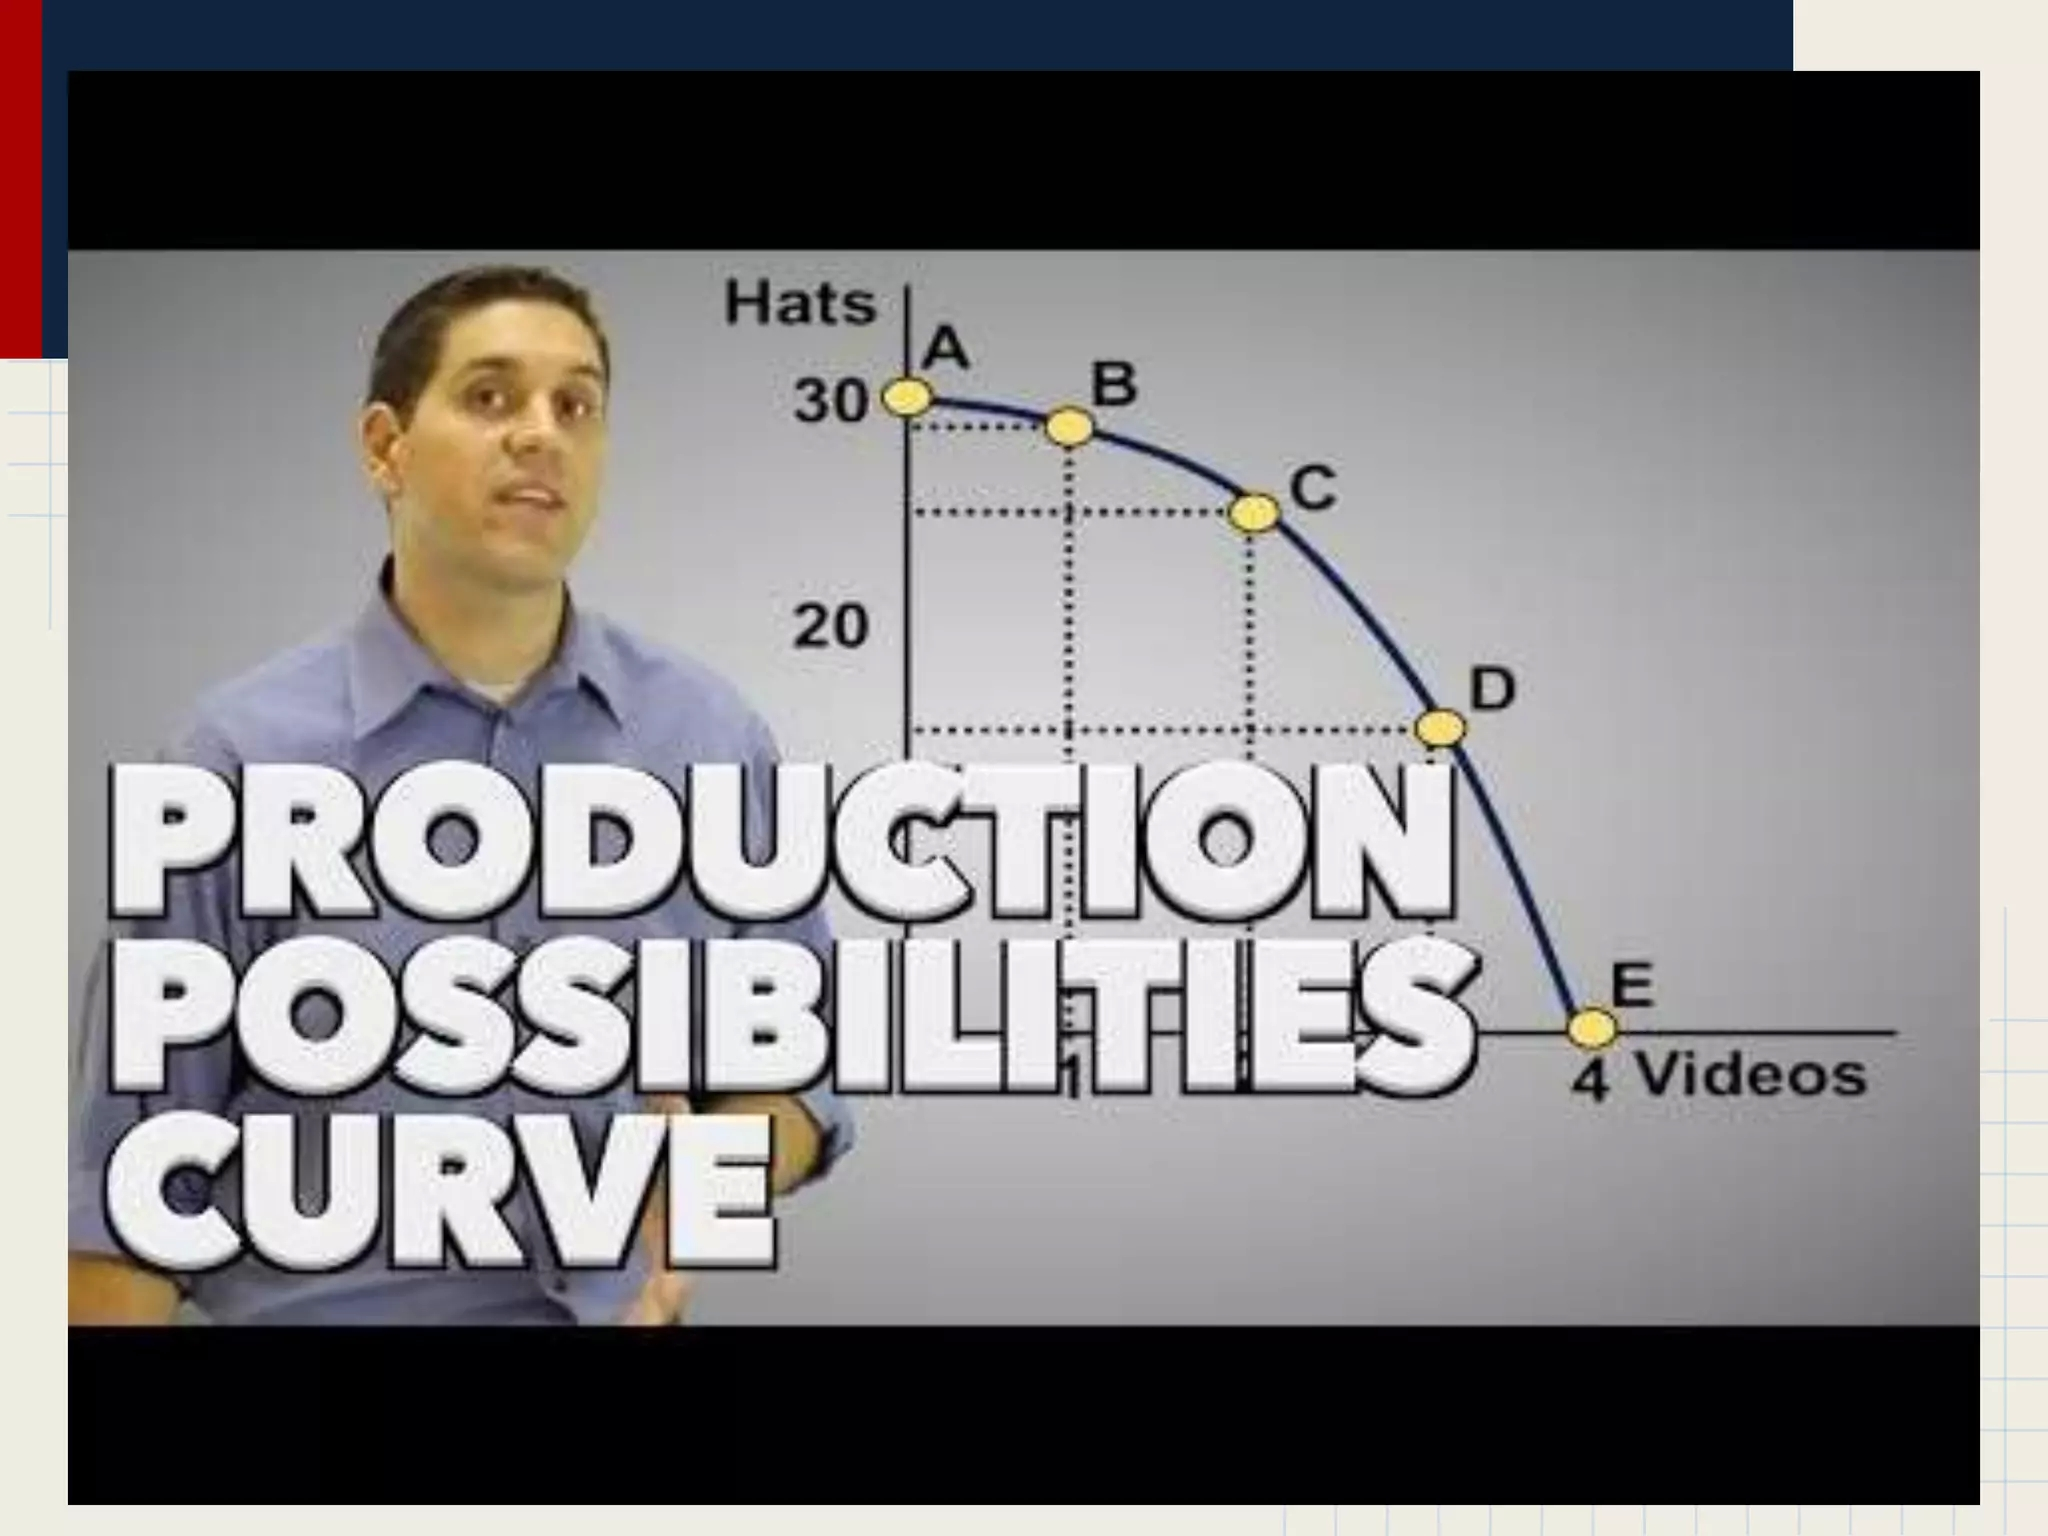 Hats
A
30
B
C
20
D
PRODUCTION
POSSIBILITIES
CURVE
E
1
4 Videos